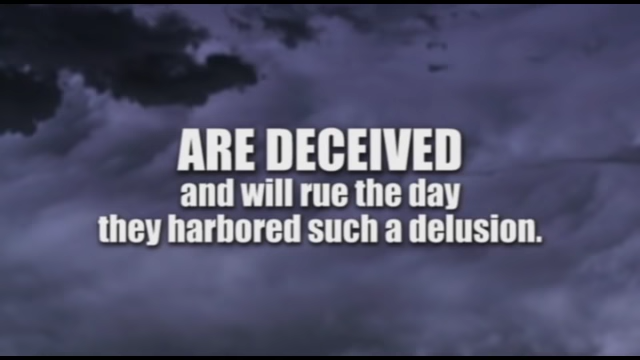 ARE DECEIVED
and will rue the day
they harbored such a delusion.